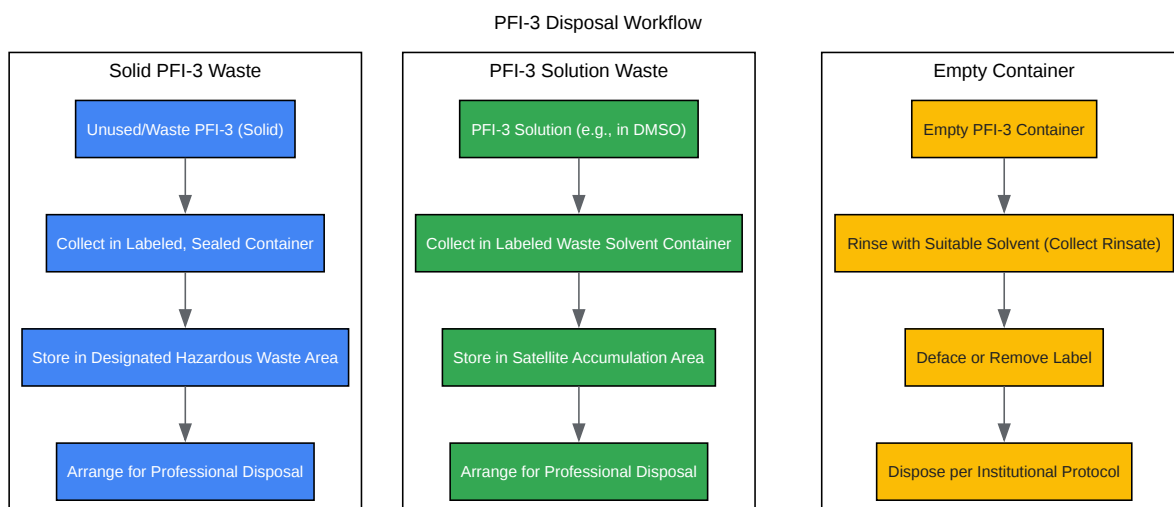 PFI-3 Disposal Workflow
Solid PFI-3 Waste
Unused/Waste PFI-3 (Solid)
Collect in Labeled, Sealed Container
Store in Designated Hazardous Waste Area
Arrange for Professional Disposal
PFI-3 Solution Waste
PFI-3 Solution (e.g., in DMSO)
Collect in Labeled Waste Solvent Container
Store in Satellite Accumulation Area
Arrange for Professional Disposal
Empty Container
Empty PFI-3 Container
Rinse with Suitable Solvent (Collect Rinsate)
Deface or Remove Label
Dispose per Institutional Protocol